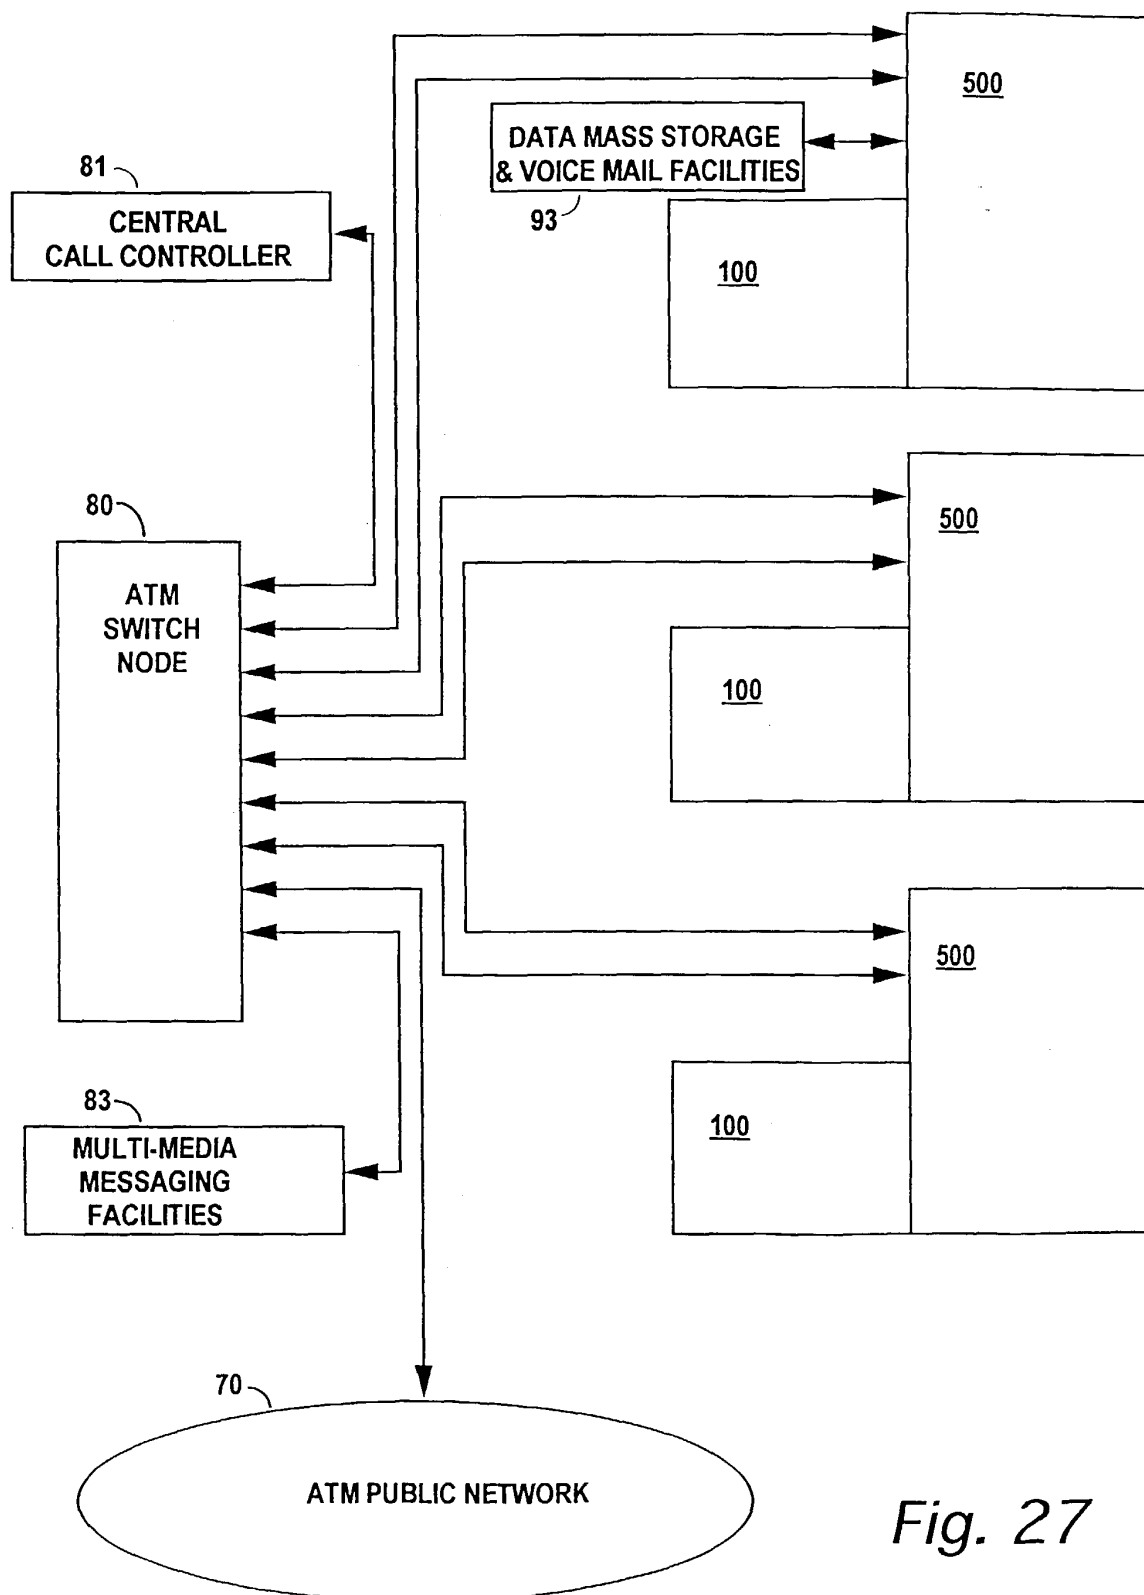 500
DATA MASS STORAGE
& VOICE MAIL FACILITIES
93
81
CENTRAL
CALL CONTROLLER
100
80
ATM
SWITCH
NODE
500
100
500
100
83
MULTI-MEDIA
MESSAGING
FACILITIES
70
ATM PUBLIC NETWORK
Fig. 27